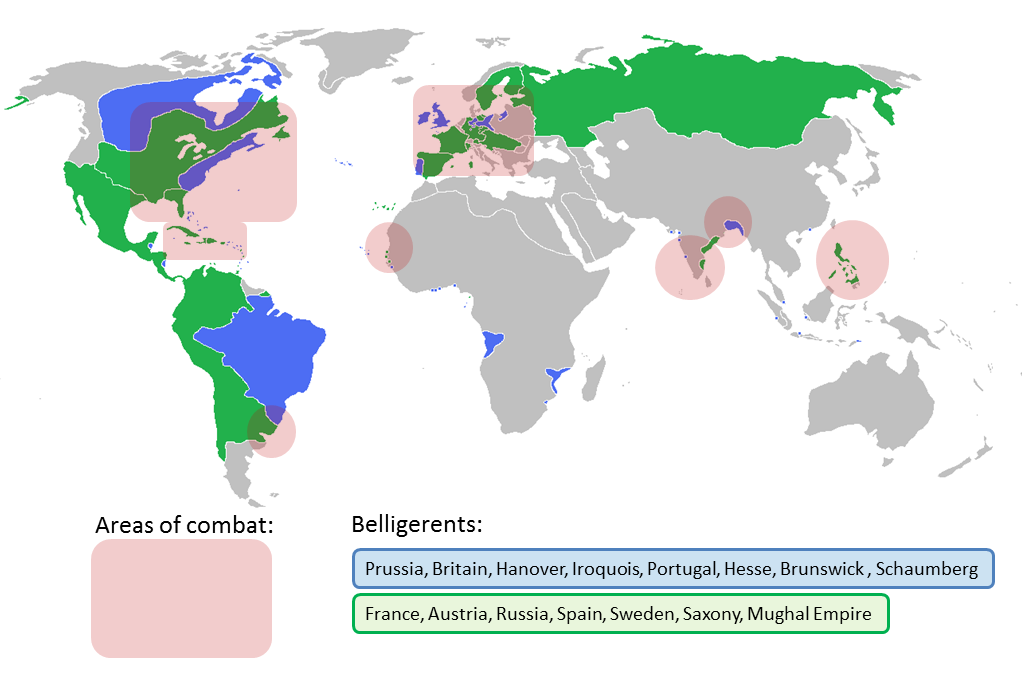 Areas of combat:
Belligerents:
Prussia, Britain, Hanover, Iroquois, Portugal, Hesse, Brunswick , Schaumberg
France, Austria, Russia, Spain, Sweden, Saxony, Mughal Empire